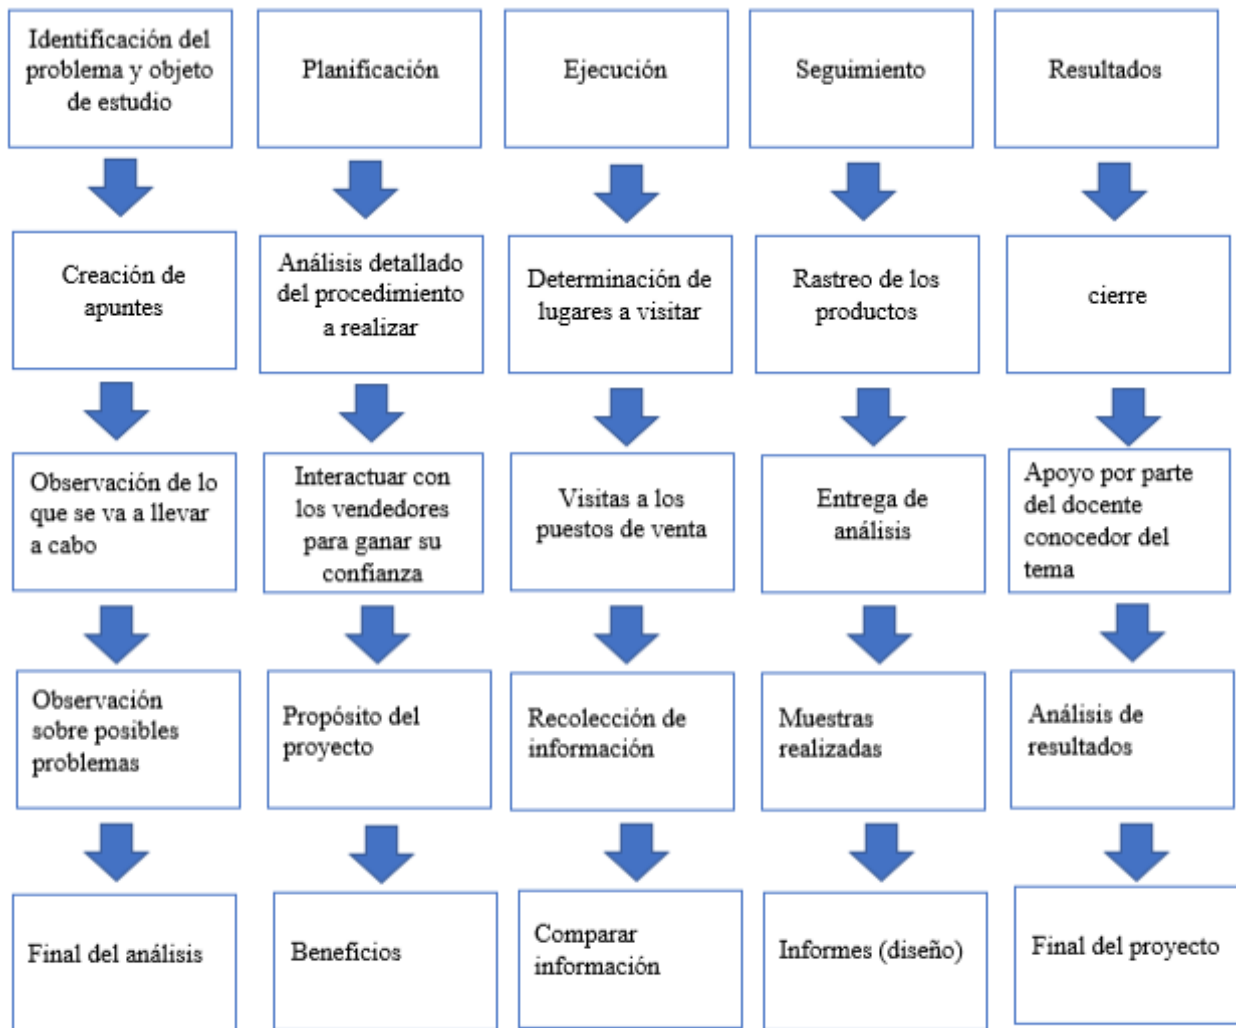 Identificación del
problema y objeto
de estudio
Planificación
Ejecución
Seguimiento
Resultados
Creación de
apuntes
Análisis detallado
del procedimiento
a realizar
Determinación de
lugares a visitar
Rastreo de los
productos
cierre
Observación de lo
que se va a llevar
a cabo
Interactuar con
los vendedores
para ganar su
confianza
Visitas a los
puestos de venta
Entrega de
análisis
Apoyo por parte
del docente
conocedor del
tema
Observación
sobre posibles
problemas
Propósito del
proyecto
Recolección de
información
Muestras
realizadas
Análisis de
resultados
Final del análisis
Beneficios
Comparar
información
Informes (diseño)
Final del proyecto